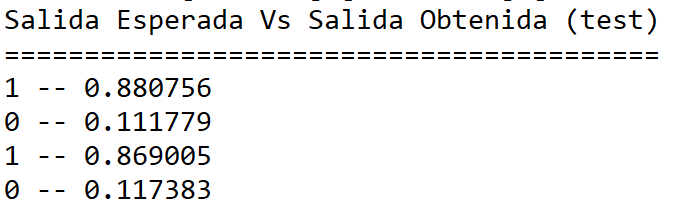 Salida Esperada Vs Salida Obtenida (test)
=========================================
1 -- 0.880756
0 -- 0.111779
1 -- 0.869005
0 -- 0.117383